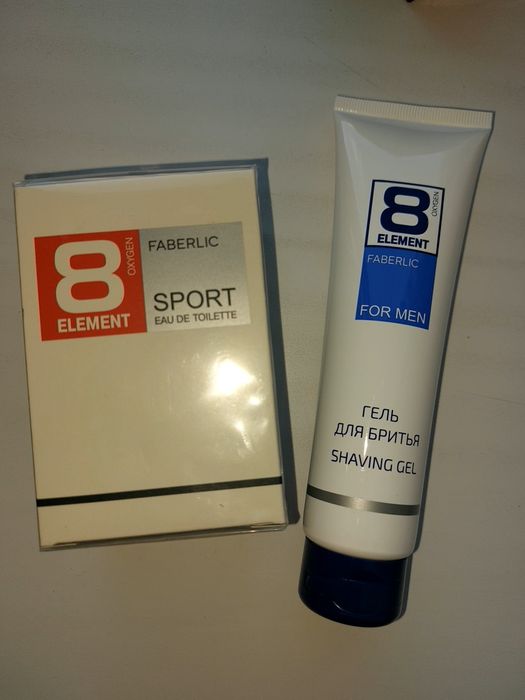 8
OXYGEN
ELEMENT
FABERLIC
SPORT
EAU DE TOILETTE
8
OXYGEN
ELEMENT
FABERLIC
FOR MEN
ГЕЛЬ
ДЛЯ БРИТЬЯ
SHAVING GEL